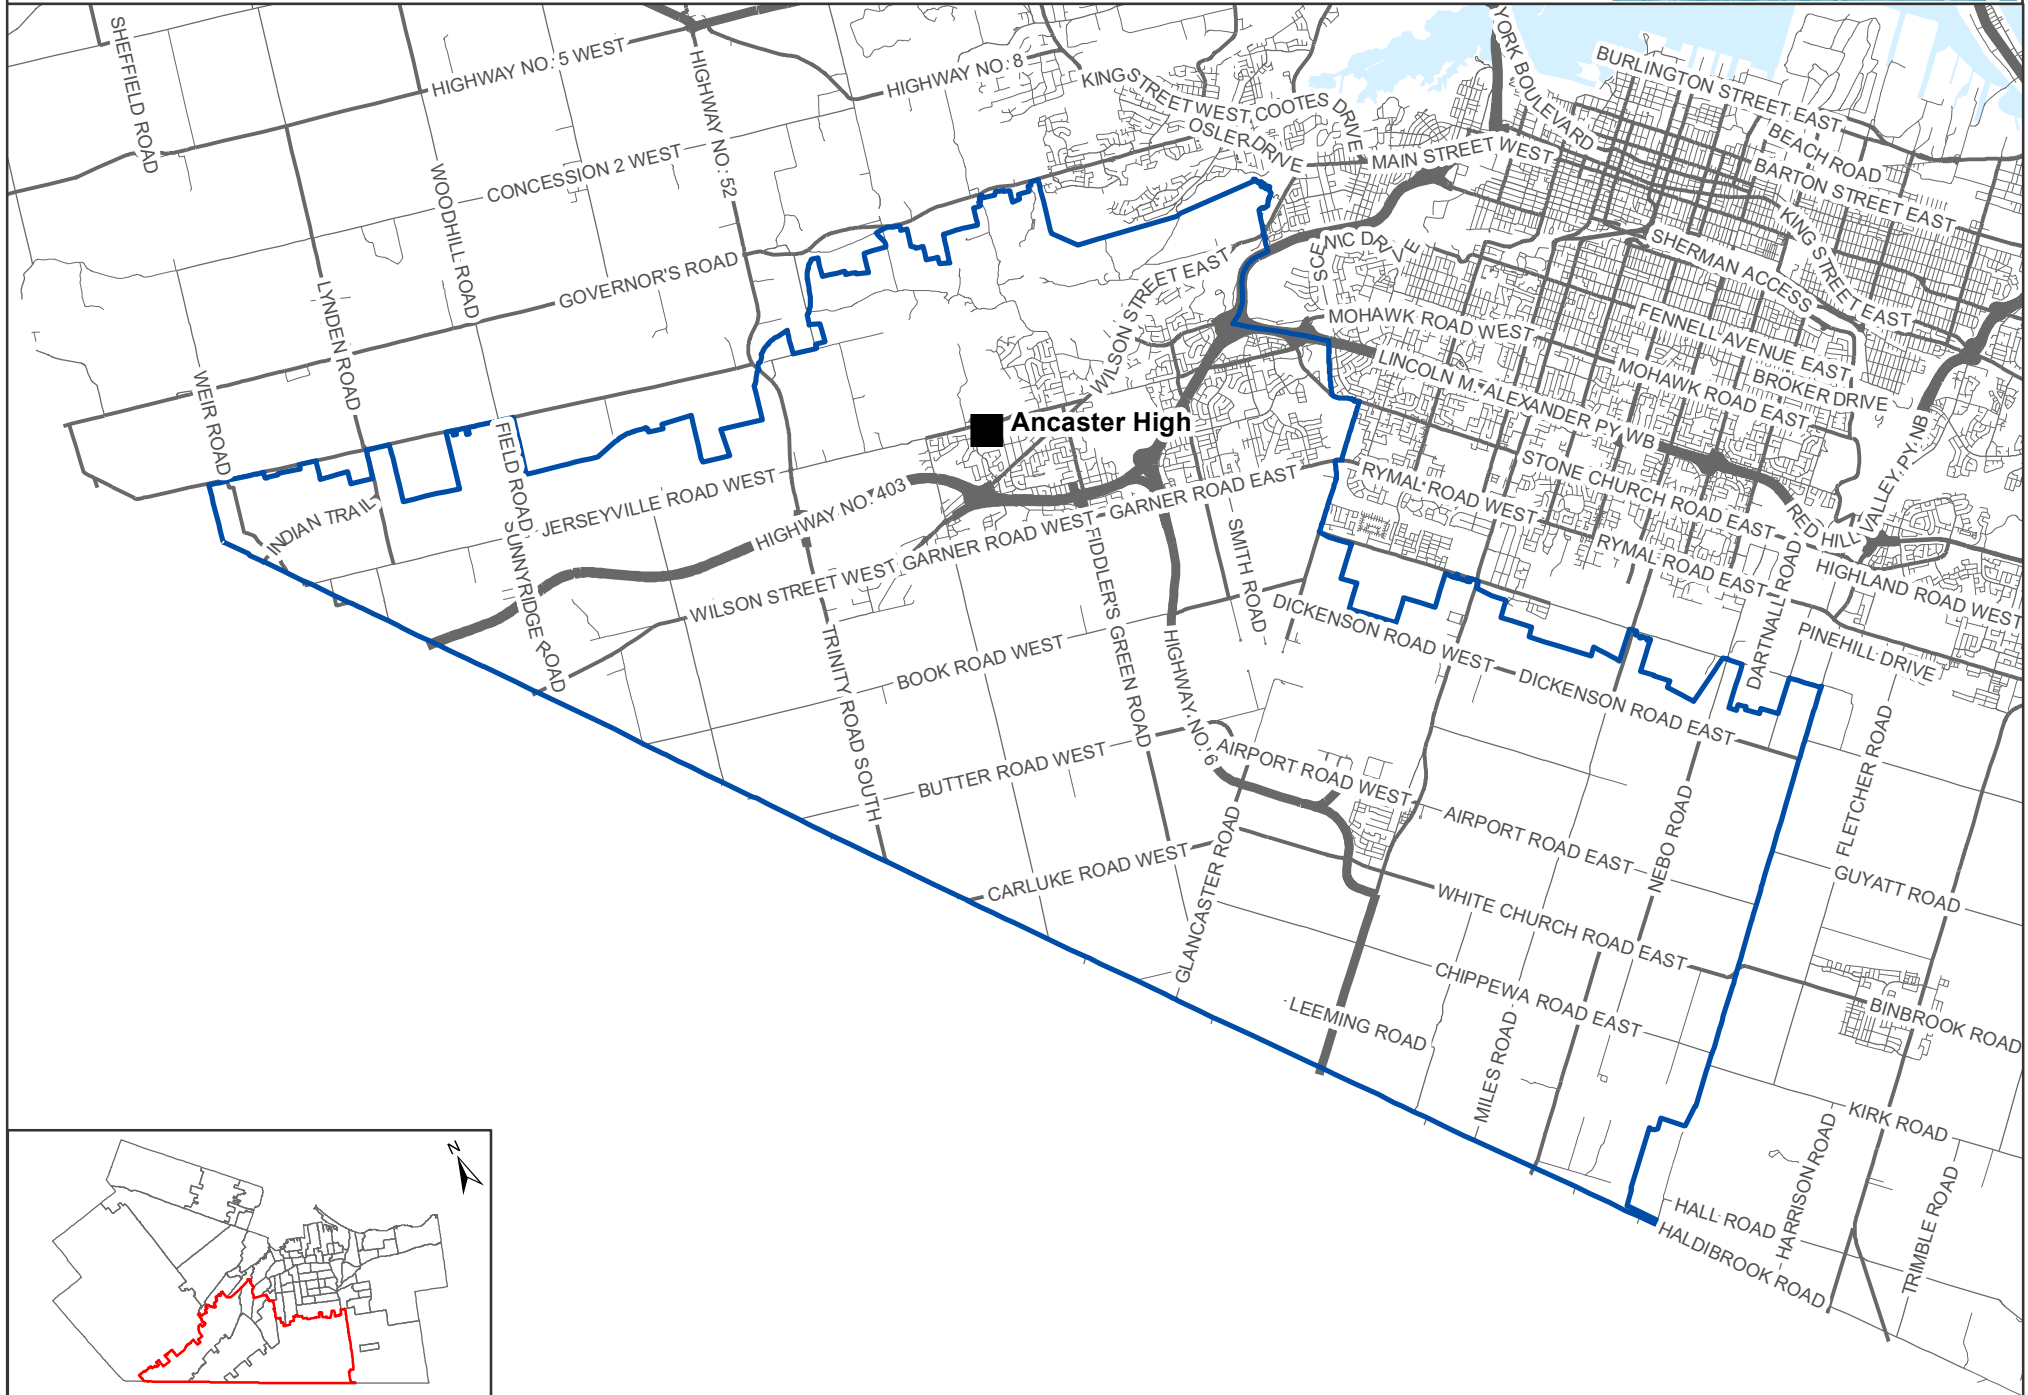 SHEFFIELD ROAD
HIGHWAY NO. 5 WEST
HIGHWAY NO. 52
HIGHWAY NO. 8
KING STREET WEST
COOTES DRIVE
OSLER DRIVE
YORK BOULEVARD
BURLINGTON STREET EAST
BEACH ROAD
BARTON STREET EAST
MAIN STREET WEST
KING STREET EAST
SHERMAN ACCESS
CONCESSION 2 WEST
WOODHILL ROAD
LYNDEN ROAD
GOVERNOR'S ROAD
WILSON STREET EAST
SCENIC DRIVE
MOHAWK ROAD WEST
FENNELL AVENUE EAST
LINCOLN M. ALEXANDER PY WB
MOHAWK ROAD EAST
BROKER DRIVE
WEIR ROAD
Ancaster High
FIELD ROAD
INDIAN TRAIL
JERSEYVILLE ROAD WEST
HIGHWAY NO. 403
GARNER ROAD EAST
RYMAL ROAD WEST
STONE CHURCH ROAD EAST
RED HILL VALLEY PY NB
SUNNYRIDGE ROAD
WILSON STREET WEST
GARNER ROAD WEST
FIDDLER'S GREEN ROAD
SMITH ROAD
RYMAL ROAD EAST
DARTNALL ROAD
HIGHLAND ROAD WEST
PINEHILL DRIVE
DICKENSON ROAD WEST
DICKENSON ROAD EAST
TRINITY ROAD SOUTH
BOOK ROAD WEST
HIGHWAY NO. 6
BUTTER ROAD WEST
AIRPORT ROAD WEST
AIRPORT ROAD EAST
NEBO ROAD
FLETCHER ROAD
GUYATT ROAD
CARLUKE ROAD WEST
GLANCASTER ROAD
WHITE CHURCH ROAD EAST
CHIPPEWA ROAD EAST
BINBROOK ROAD
LEEMING ROAD
MILES ROAD
KIRK ROAD
HARRISON ROAD
TRIMBLE ROAD
HALL ROAD
HALDIBROOK ROAD
N